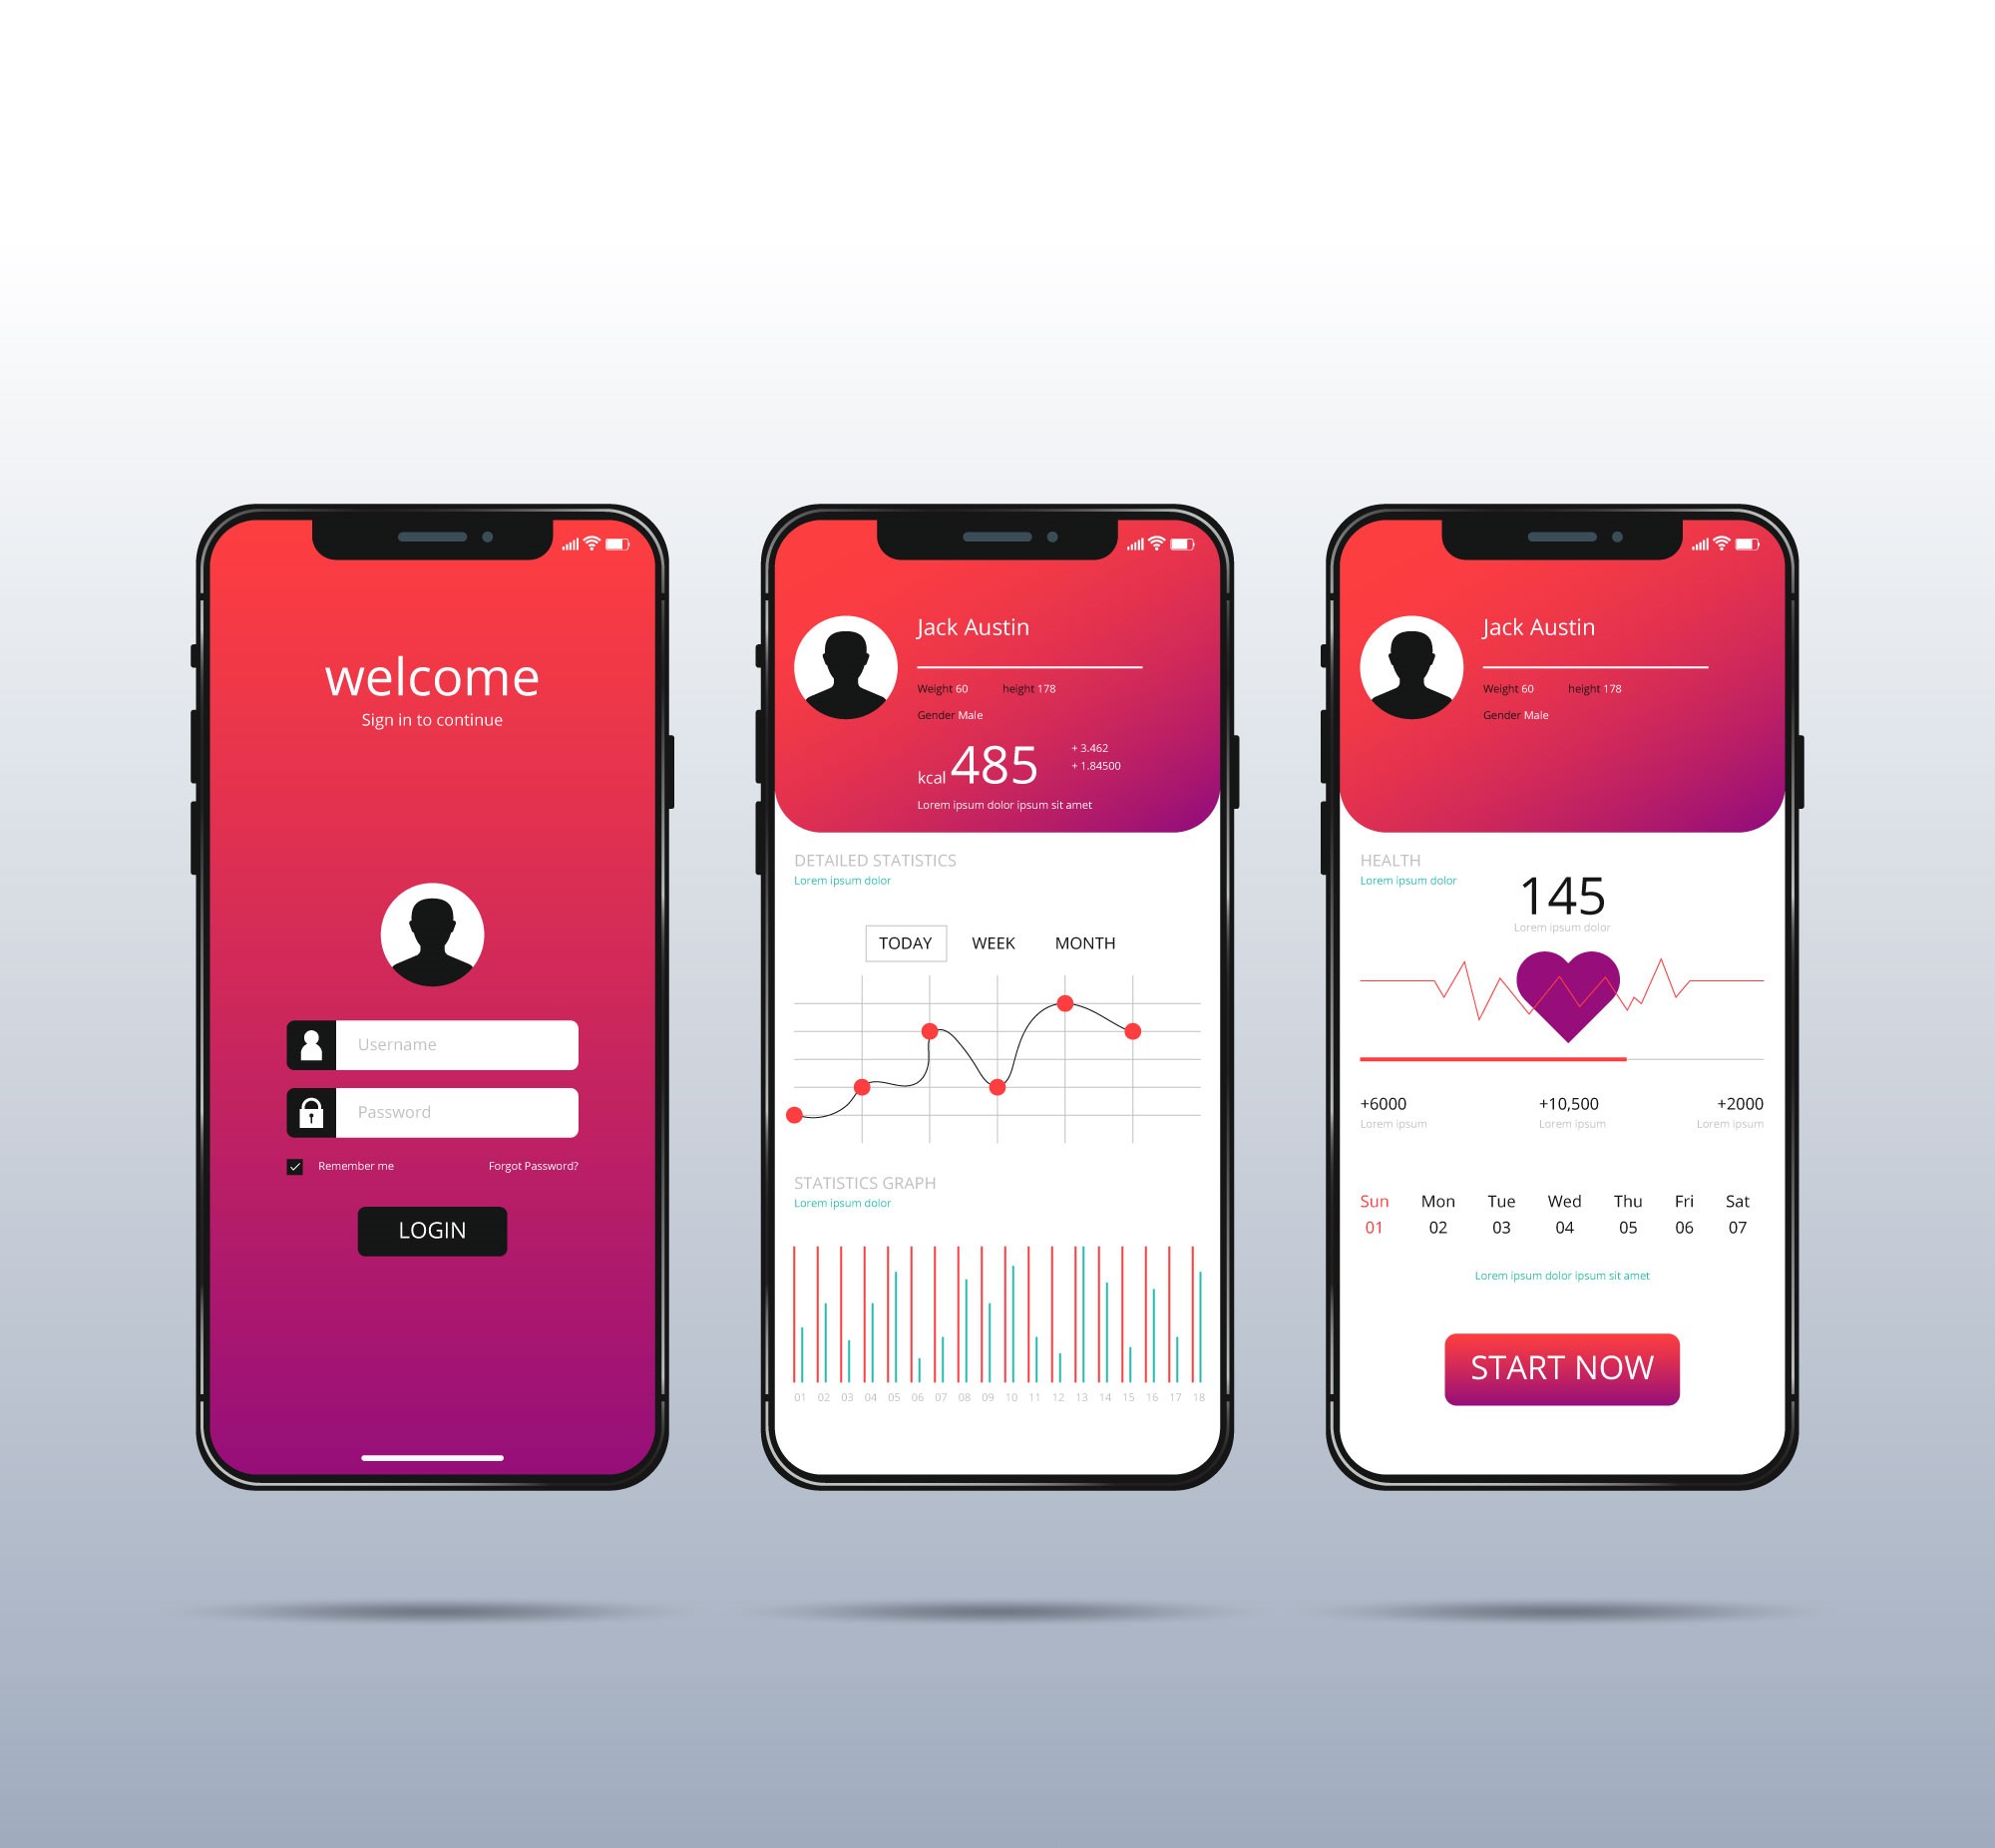 welcome
Sign in to continue
Username
Password
Remember me Forgot Password?
LOGIN
Jack Austin
Weight 60 height 178
Gender Male
kcal 485
+ 3.462
+ 1.84500
Lorem ipsum dolor ipsum sit amet
DETAILED STATISTICS
Lorem ipsum dolor
TODAY WEEK MONTH
STATISTICS GRAPH
Lorem ipsum dolor
01 02 03 04 05 06 07 08 09 10 11 12 13 14 15 16 17 18
Jack Austin
Weight 60 height 178
Gender Male
HEALTH
Lorem ipsum dolor
145
Lorem ipsum dolor
+6000 +10,500 +2000
Lorem ipsum Lorem ipsum Lorem ipsum
Sun Mon Tue Wed Thu Fri Sat
01 02 03 04 05 06 07
Lorem ipsum dolor ipsum sit amet
START NOW